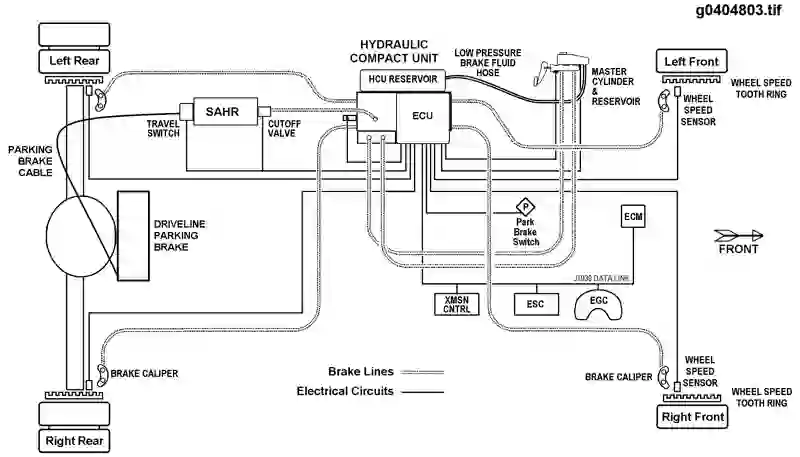 g0404803.tif
Left Rear
HYDRAULIC
COMPACT UNIT
LOW PRESSURE
BRAKE FLUID
HOSE
Left Front
HCU RESERVOIR
MASTER
CYLINDER
&
RESERVOIR
WHEEL SPEED
TOOTH RING
WHEEL
SPEED
SENSOR
SAHR
ECU
TRAVEL
SWITCH
CUTOFF
VALVE
PARKING
BRAKE
CABLE
DRIVELINE
PARKING
BRAKE
P
Park
Brake
Switch
ECM
FRONT
J1939 DATA LINE
XMSN
CNTRL
ESC
EGC
BRAKE CALIPER
Brake Lines
Electrical Circuits
BRAKE CALIPER
WHEEL
SPEED
SENSOR
WHEEL SPEED
TOOTH RING
Right Rear
Right Front